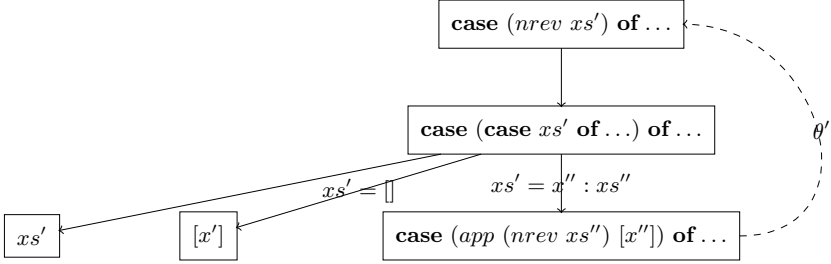 case (nrev xs′) of …
case (case xs′ of …) of …
θ′
xs′ = []
xs′ = x″ : xs″
xs′
[x′]
case (app (nrev xs″) [x″]) of …